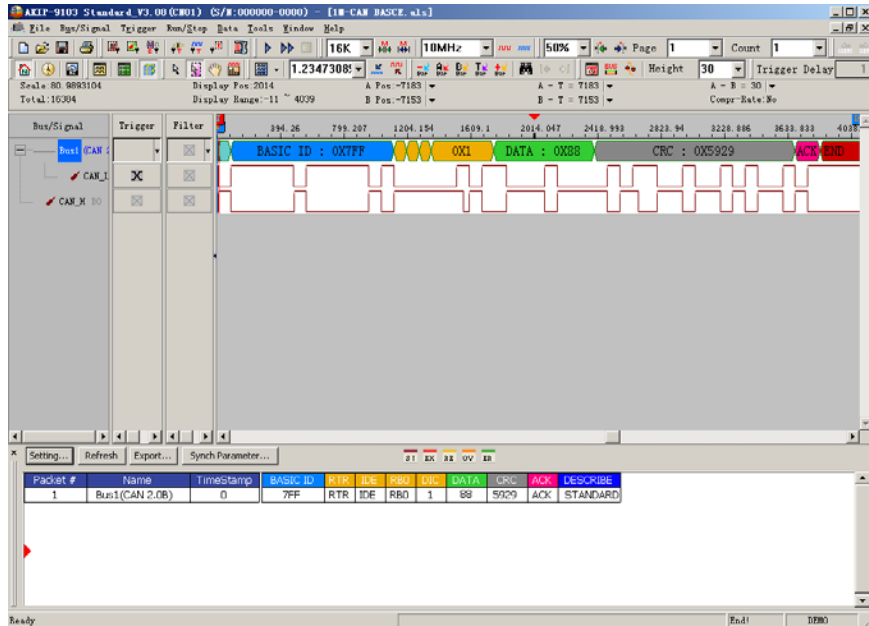 AKIP-9103 Standard_V3.08(CN01) (S/N:000000-0000) - [1M-CAN BASCE.als]
File Bus/Signal Trigger Run/Stop Data Tools Window Help
16K 10MHz 50% Page 1 Count 1
1.2347308 Height 30 Trigger Delay 1
Scale:80.9893104 Display Pos:2014 A Pos:-7183 A - T = 7183 A - B = 30
Total:16384 Display Range:-11 ~ 4039 B Pos:-7153 B - T = 7153 Compr-Rate:No
Bus/Signal Trigger Filter 394.26 799.207 1204.154 1609.1 2014.047 2418.993 2823.94 3228.886 3633.833 4038
Bus1 (CAN 2 BASIC ID : 0X7FF 0X1 DATA : 0X88 CRC : 0X5929 ACK END
CAN_L
CAN_H
Setting... Refresh Export... Synch Parameter... ST EX RE OV ER
Packet # Name TimeStamp BASIC ID RTR IDE RB0 DLC DATA CRC ACK DESCRIBE
1 Bus1(CAN 2.0B) 0 7FF RTR IDE RB0 1 88 5929 ACK STANDARD
Ready End! DEMO